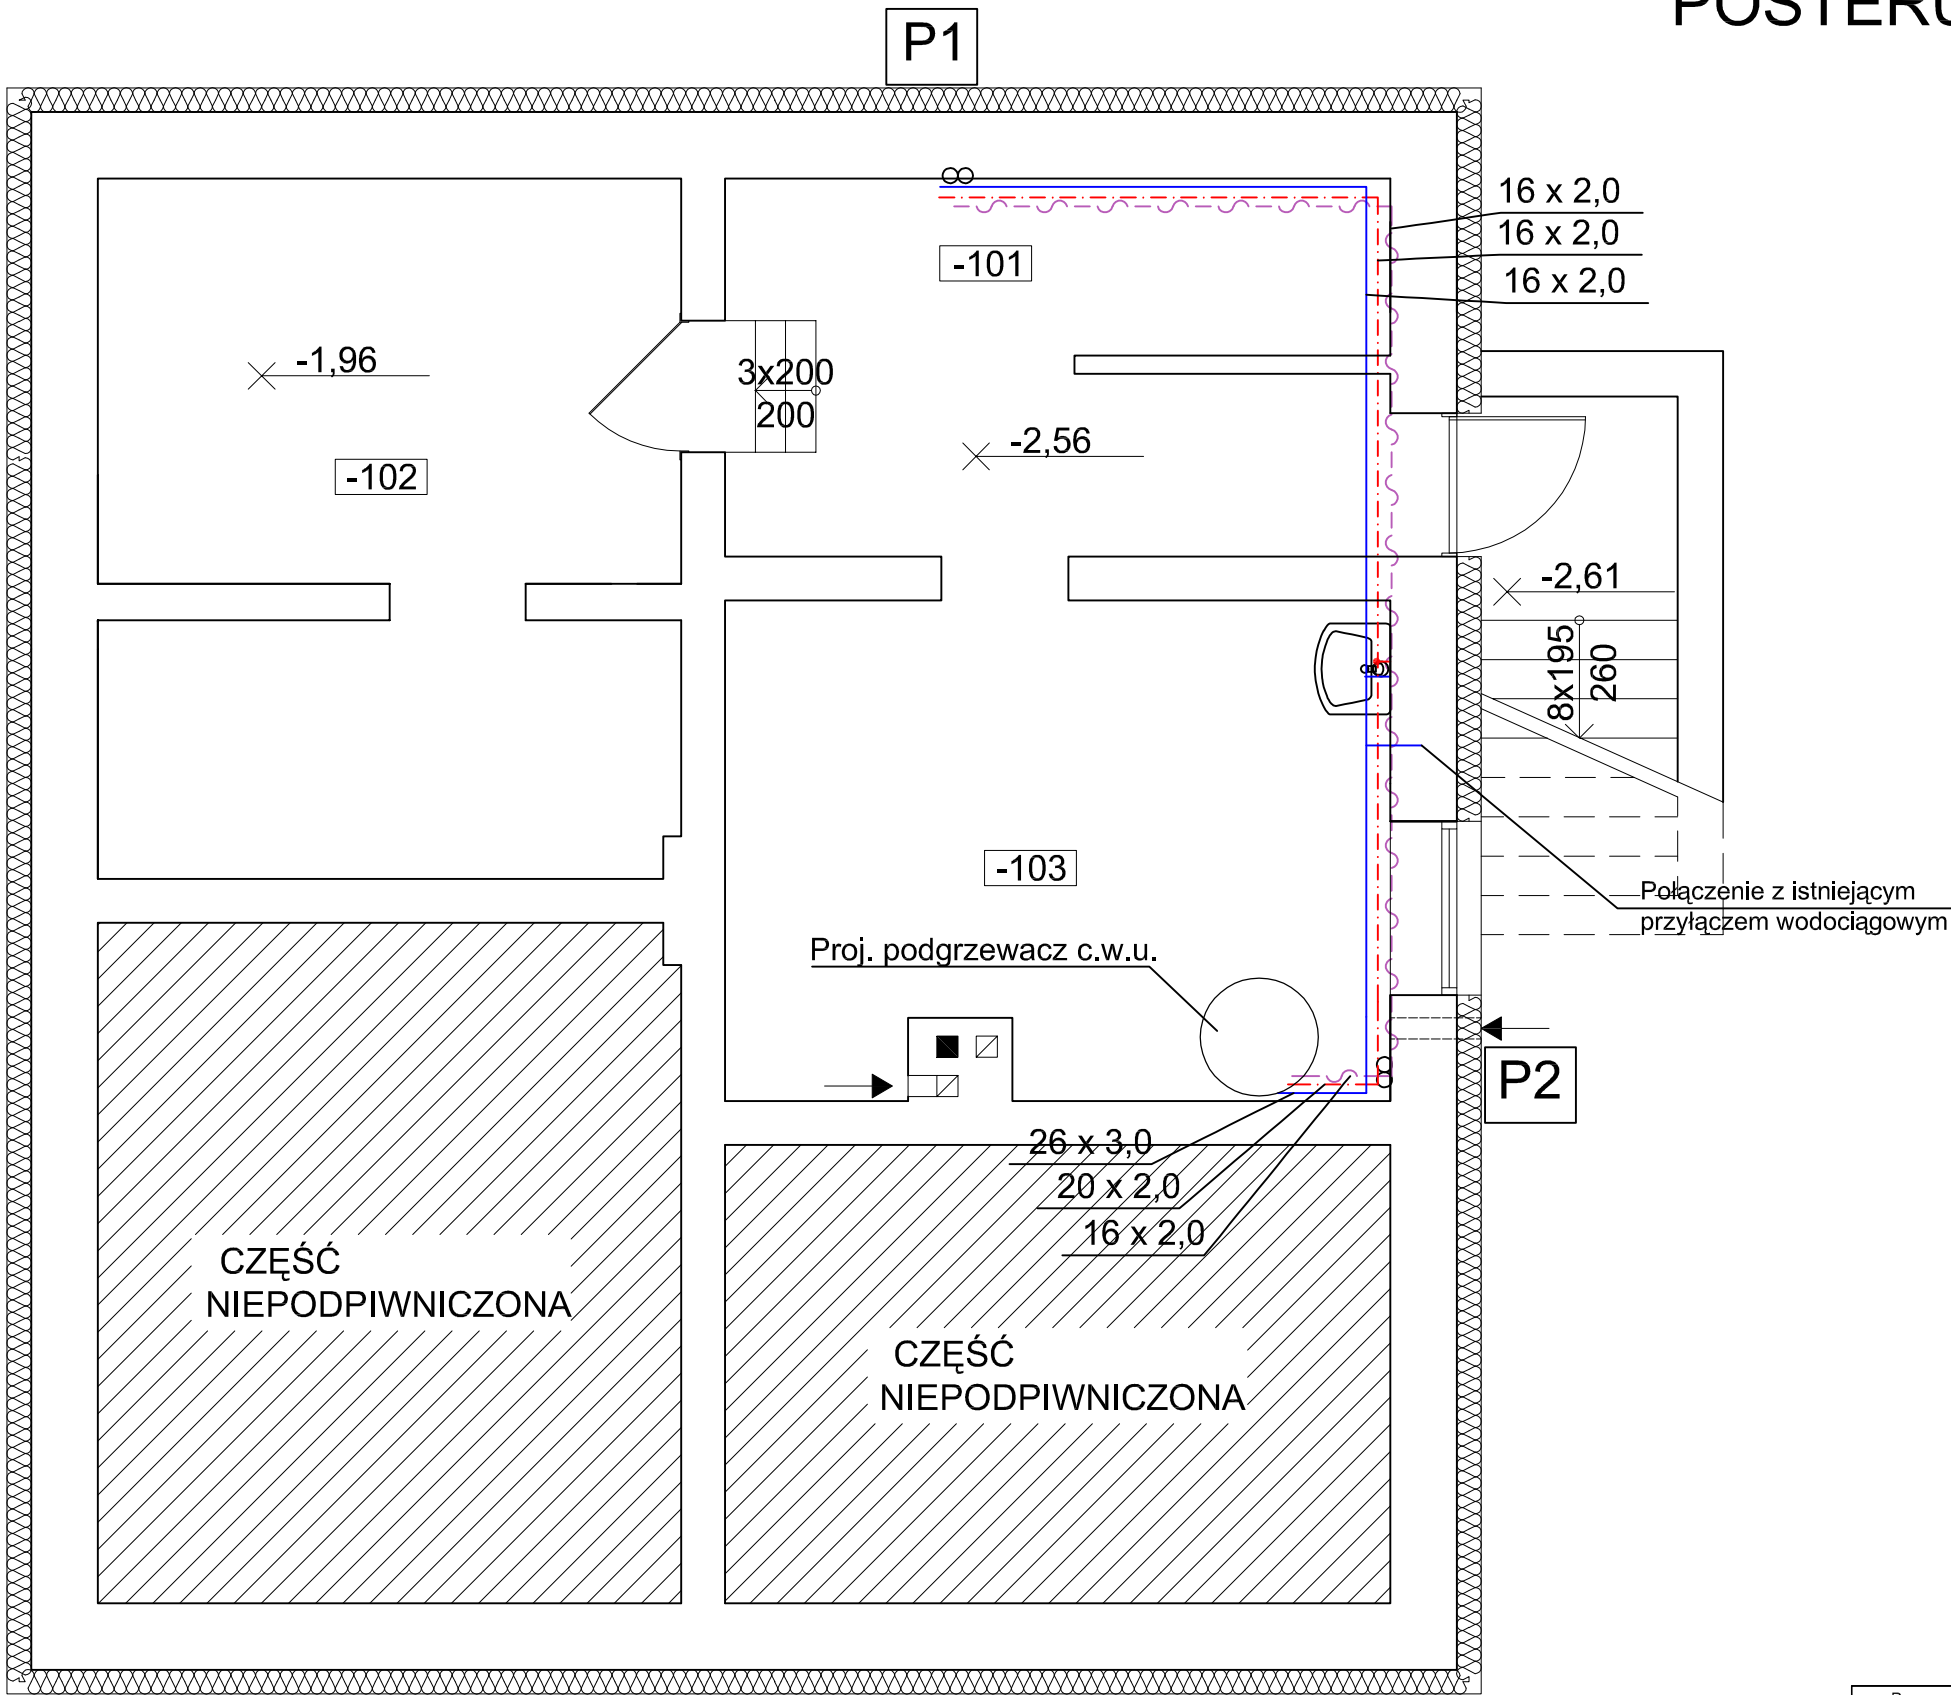 POSTERU
P1
16 x 2,0
16 x 2,0
16 x 2,0
-101
-1,96
3x200
200
-2,56
-102
-2,61
8x195
260
-103
Połączenie z istniejącym
przyłączem wodociągowym
Proj. podgrzewacz c.w.u.
P2
26 x 3,0
20 x 2,0
16 x 2,0
CZĘŚĆ
NIEPODPIWNICZONA
CZĘŚĆ
NIEPODPIWNICZONA